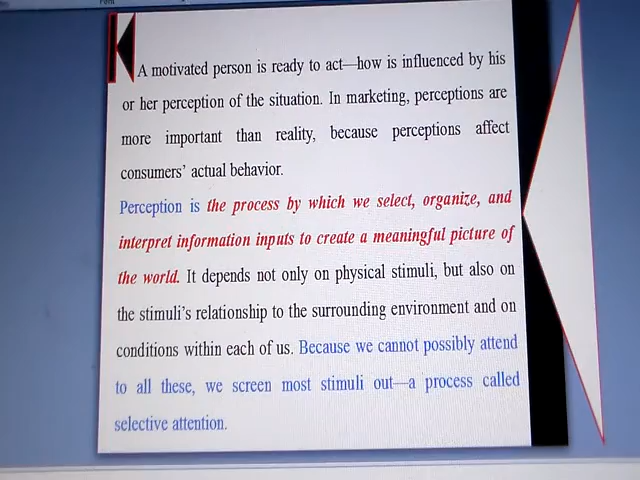 A motivated person is ready to act—how is influenced by his
or her perception of the situation. In marketing, perceptions are
more important than reality, because perceptions affect
consumers' actual behavior.
Perception is the process by which we select, organize, and
interpret information inputs to create a meaningful picture of
the world. It depends not only on physical stimuli, but also on
the stimuli's relationship to the surrounding environment and on
conditions within each of us. Because we cannot possibly attend
to all these, we screen most stimuli out—a process called
selective attention.